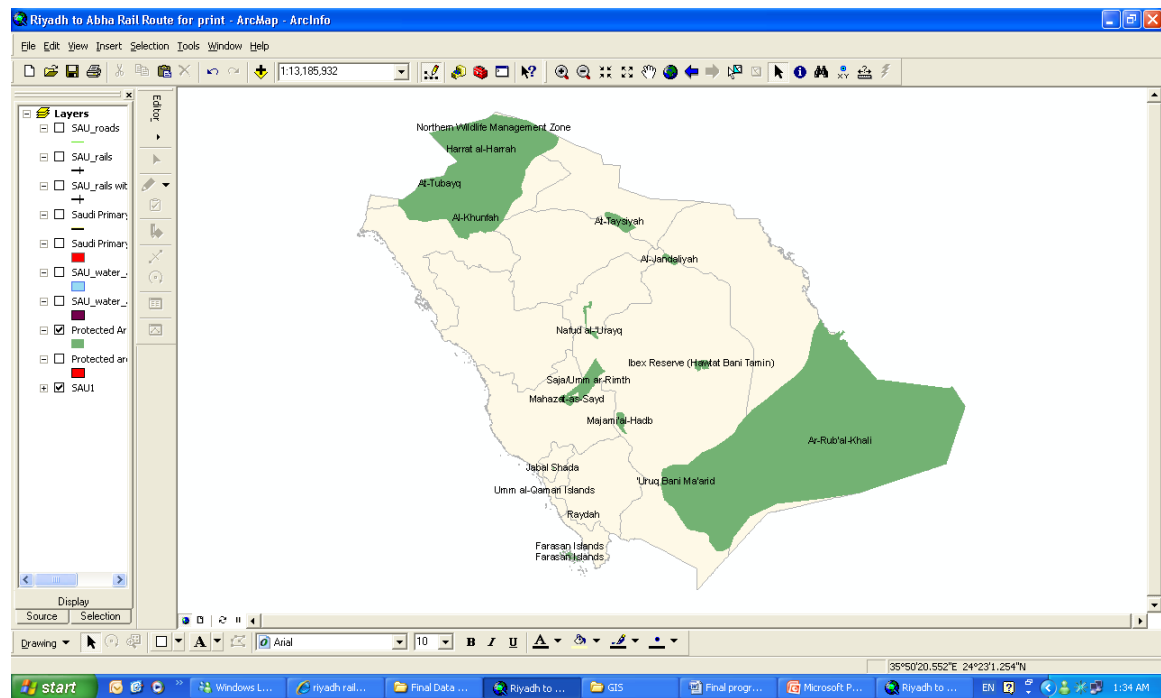 Riyadh to Abha Rail Route for print - ArcMap - ArcInfo
File Edit View Insert Selection Tools Window Help
1:13,185,932
Editor
Layers
SAU_roads
SAU_rails
SAU_rails wit
Saudi Primary
Saudi Primary
SAU_water_
SAU_water_
Protected Ar
Protected are
SAU1
Display
Source Selection
Northern Wildlife Management Zone
Harrat al-Harrah
At-Tubayq
Al-Khunfah
At-Taysiyah
Al-Jandaliyah
Nafud al-'Urayq
Ibex Reserve (Hawtat Bani Tamin)
Saja/Umm ar-Rimth
Mahazat-as-Sayd
Majami'al-Hadb
Ar-Rub'al-Khali
Jabal Shada
'Uruq Bani Ma'arid
Umm al-Qamari Islands
Raydah
Farasan Islands
Farasan Islands
Drawing A Arial 10 B I U A
35°50'20.552"E 24°23'1.254"N
start Windows L... riyadh rail... Final Data ... Riyadh to ... GIS Final progr... Microsoft P... Riyadh to ... EN 1:34 AM